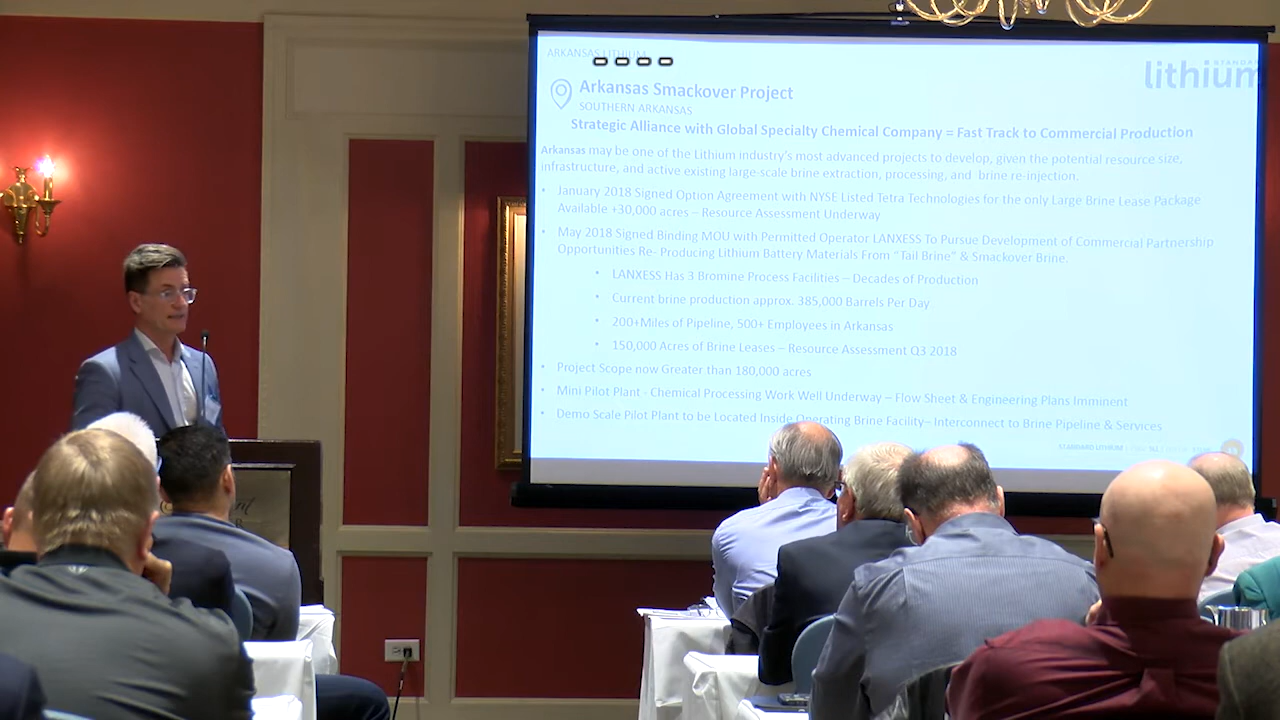 ARKANSAS LITHIUM
STANDARD
lithium
Arkansas Smackover Project
SOUTHERN ARKANSAS
Strategic Alliance with Global Specialty Chemical Company = Fast Track to Commercial Production
Arkansas may be one of the Lithium industry's most advanced projects to develop, given the potential resource size,
infrastructure, and active existing large-scale brine extraction, processing, and brine re-injection.
• January 2018 Signed Option Agreement with NYSE Listed Tetra Technologies for the only Large Brine Lease Package
Available +30,000 acres – Resource Assessment Underway
• May 2018 Signed Binding MOU with Permitted Operator LANXESS To Pursue Development of Commercial Partnership
Opportunities Re- Producing Lithium Battery Materials From "Tail Brine" & Smackover Brine.
• LANXESS Has 3 Bromine Process Facilities – Decades of Production
• Current brine production approx. 385,000 Barrels Per Day
• 200+Miles of Pipeline, 500+ Employees in Arkansas
• 150,000 Acres of Brine Leases – Resource Assessment Q3 2018
• Project Scope now Greater than 180,000 acres
• Mini Pilot Plant - Chemical Processing Work Well Underway – Flow Sheet & Engineering Plans Imminent
• Demo Scale Pilot Plant to be Located Inside Operating Brine Facility– Interconnect to Brine Pipeline & Services
STANDARD LITHIUM